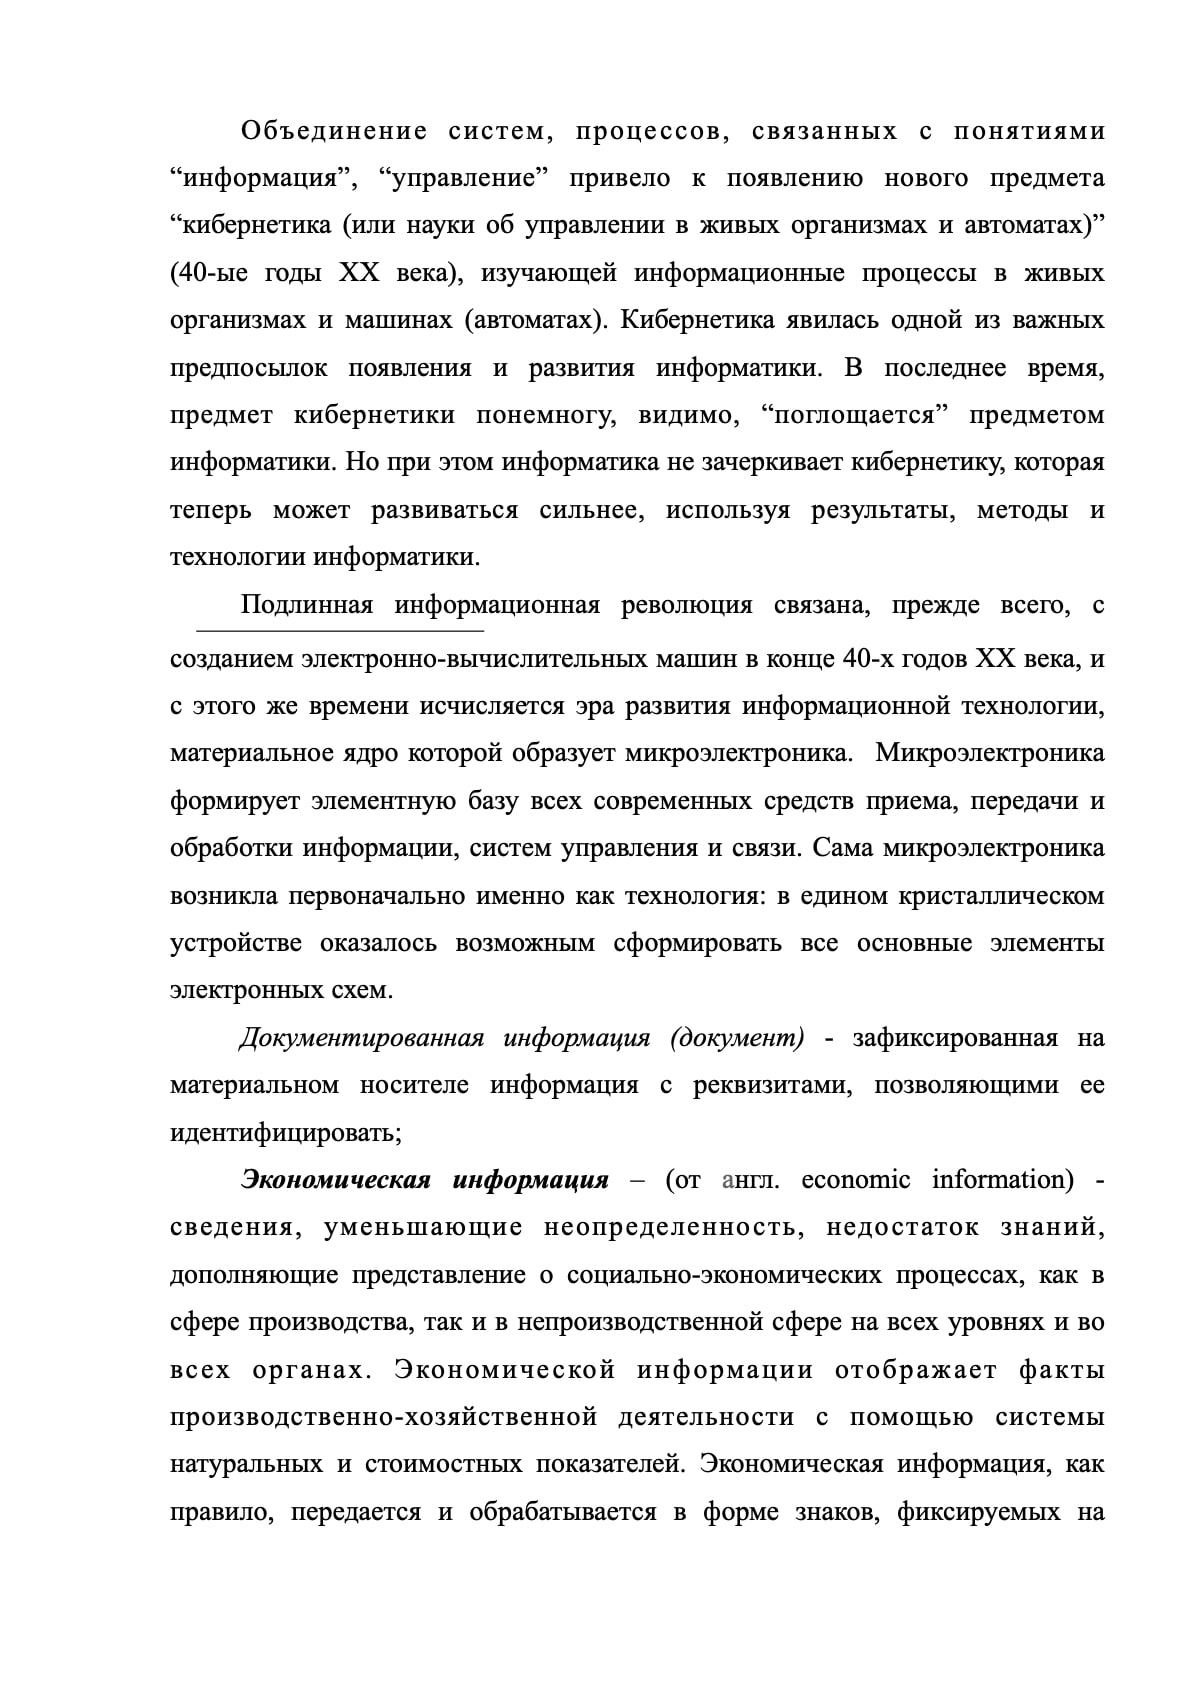 Объединение систем, процессов, связанных с понятиями
“информация”, “управление” привело к появлению нового предмета
“кибернетика (или науки об управлении в живых организмах и автоматах)”
(40-ые годы XX века), изучающей информационные процессы в живых
организмах и машинах (автоматах). Кибернетика явилась одной из важных
предпосылок появления и развития информатики. В последнее время,
предмет кибернетики понемногу, видимо, “поглощается” предметом
информатики. Но при этом информатика не зачеркивает кибернетику, которая
теперь может развиваться сильнее, используя результаты, методы и
технологии информатики.
Подлинная информационная революция связана, прежде всего, с
созданием электронно-вычислительных машин в конце 40-х годов XX века, и
с этого же времени исчисляется эра развития информационной технологии,
материальное ядро которой образует микроэлектроника.  Микроэлектроника
формирует элементную базу всех современных средств приема, передачи и
обработки информации, систем управления и связи. Сама микроэлектроника
возникла первоначально именно как технология: в едином кристаллическом
устройстве оказалось возможным сформировать все основные элементы
электронных схем.
Документированная информация (документ) - зафиксированная на
материальном носителе информация с реквизитами, позволяющими ее
идентифицировать;
Экономическая информация – (от англ. economic information) -
сведения, уменьшающие неопределенность, недостаток знаний,
дополняющие представление о социально-экономических процессах, как в
сфере производства, так и в непроизводственной сфере на всех уровнях и во
всех органах. Экономической информации отображает факты
производственно-хозяйственной деятельности с помощью системы
натуральных и стоимостных показателей. Экономическая информация, как
правило, передается и обрабатывается в форме знаков, фиксируемых на